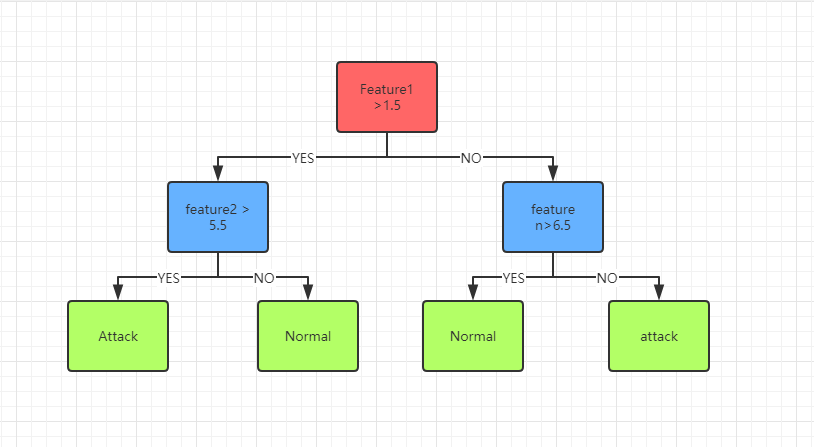 Feature1
>1.5
YES
NO
feature2 >
5.5
feature
n>6.5
YES
NO
YES
NO
Attack
Normal
Normal
attack